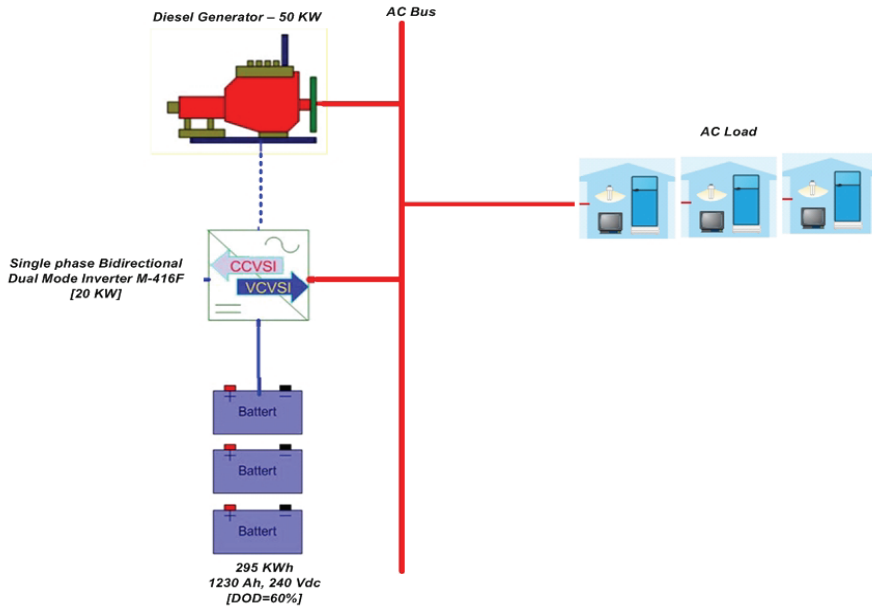 Diesel Generator – 50 KW
AC Bus
AC Load
Single phase Bidirectional
Dual Mode Inverter M-416F
[20 KW]
CCVSI
VCVSI
Battert
Battert
Battert
295 KWh
1230 Ah, 240 Vdc
[DOD=60%]